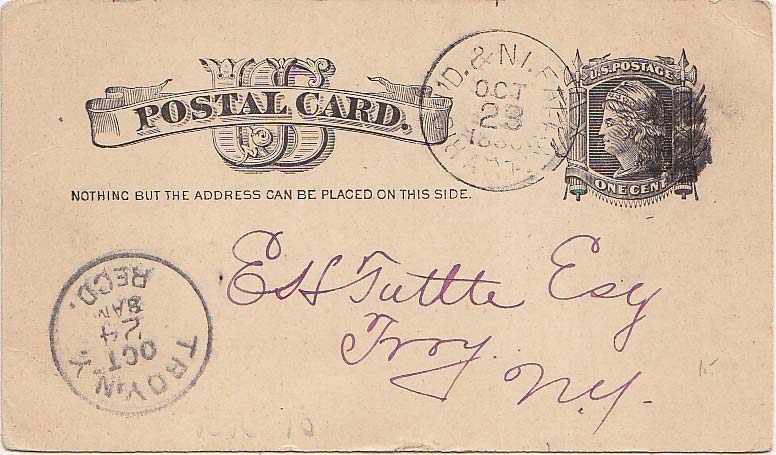 POSTAL CARD.
U.S. POSTAGE
ONE CENT
NOTHING BUT THE ADDRESS CAN BE PLACED ON THIS SIDE.
OCT
23
E H Tuttle Esq
Troy.
N.Y.
TROY N.Y.
OCT
24
8 AM
REC'D.